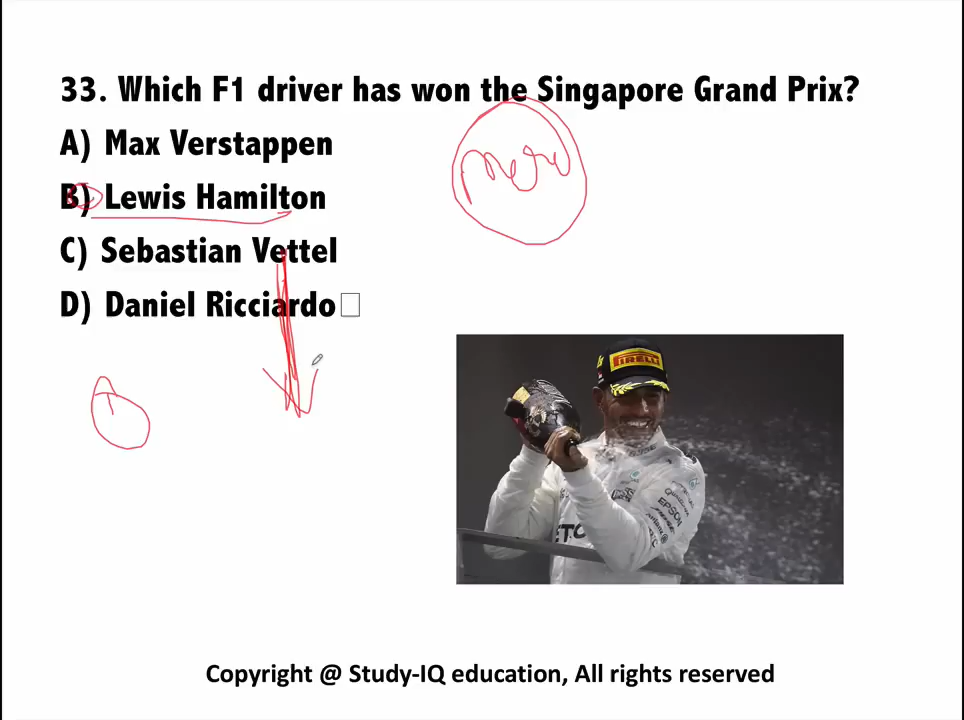 33. Which F1 driver has won the Singapore Grand Prix?
A) Max Verstappen
B) Lewis Hamilton
C) Sebastian Vettel
D) Daniel Ricciardo
PIRELLI
EPSON
Copyright @ Study-IQ education, All rights reserved